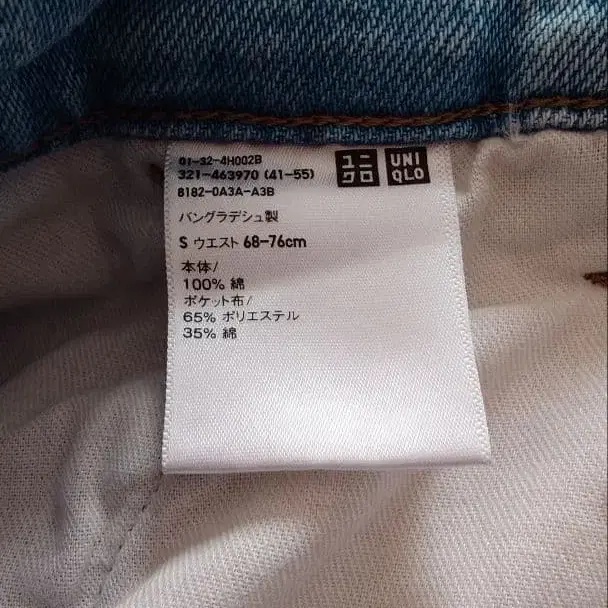 01-32-4H002B
321-463970 (41-55)
8182-0A3A-A3B
ユニ
クロ
UNI
QLO
バングラデシュ製
S ウエスト 68-76cm
本体/
100% 綿
ポケット布/
65% ポリエステル
35% 綿